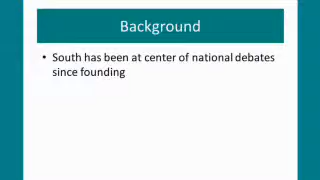 Background
• South has been at center of national debates
since founding